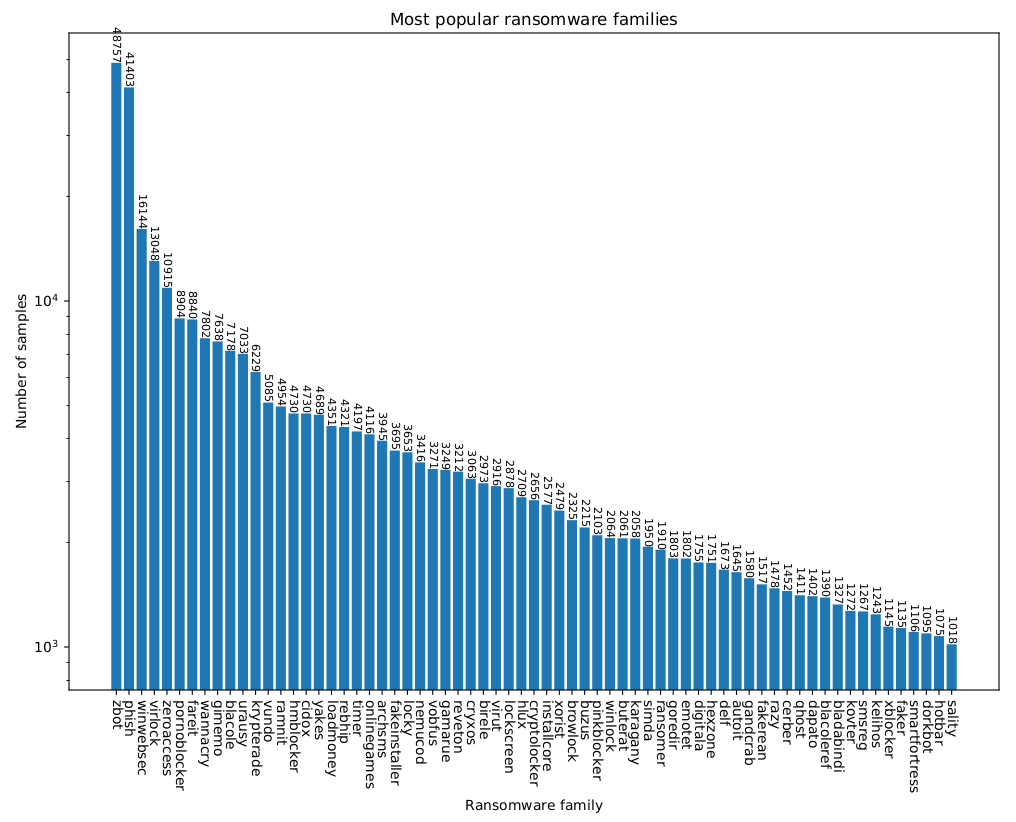 Most popular ransomware families
Number of samples
10⁴
10³
48757
41403
16144
13048
10915
8904
8840
7802
7638
7178
7033
6229
5085
4954
4730
4730
4689
4351
4321
4197
4116
3945
3695
3653
3416
3271
3249
3212
3063
2973
2916
2878
2709
2656
2577
2479
2325
2215
2103
2064
2061
2058
1950
1910
1803
1802
1755
1751
1673
1645
1580
1517
1478
1452
1411
1402
1390
1327
1272
1267
1243
1145
1135
1106
1095
1075
1018
zbot
phish
winwebsec
virlock
zeroaccess
pornoblocker
fareit
wannacry
gimemo
blacole
urausy
krypterade
vundo
ramnit
hmblocker
cidox
yakes
loadmoney
rebhip
timer
onlinegames
archsms
fakeinstaller
locky
nemucod
vobfus
gamarue
reveton
cryxos
birele
virut
lockscreen
hlux
cryptolocker
installcore
xorist
browlock
buzus
pinkblocker
winlock
buterat
karagany
simda
ransomer
goredir
emotet
digitala
hexzone
delf
autoit
gandcrab
fakerean
razy
cerber
qhost
dapato
blacoleref
bladabindi
kovter
smsreg
kelihos
xblocker
faker
smartfortress
dorkbot
hotbar
sality
Ransomware family